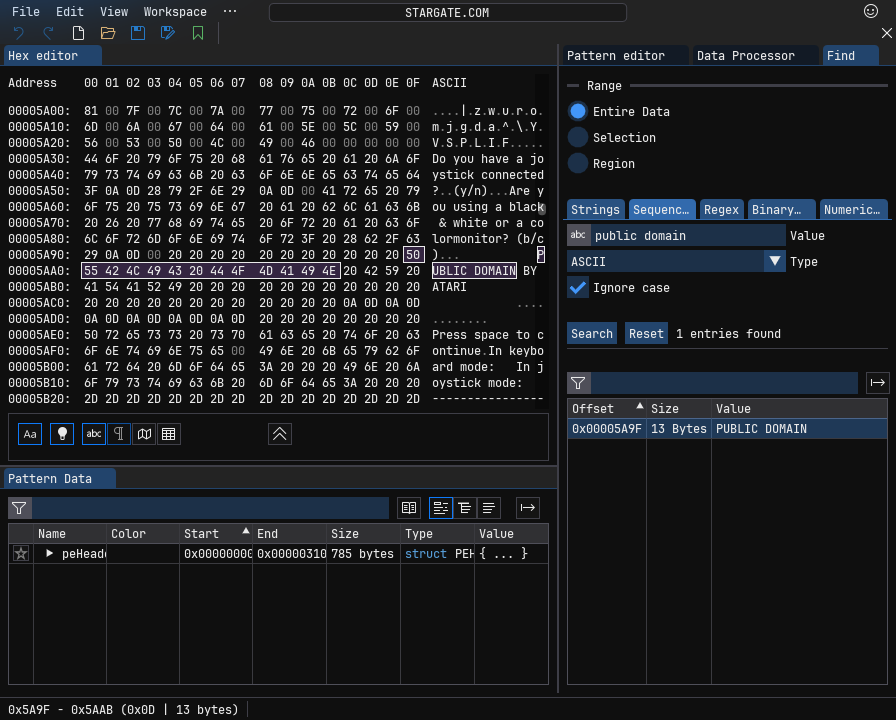 File Edit View Workspace ... STARGATE.COM
Hex editor
Address 00 01 02 03 04 05 06 07 08 09 0A 0B 0C 0D 0E 0F ASCII
00005A00: 81 00 7F 00 7C 00 7A 00 77 00 75 00 72 00 6F 00 ....|.z.w.u.r.o.
00005A10: 6D 00 6A 00 67 00 64 00 61 00 5E 00 5C 00 59 00 m.j.g.d.a.^.\.Y.
00005A20: 56 00 53 00 50 00 4C 00 49 00 46 00 00 00 00 00 V.S.P.L.I.F.....
00005A30: 44 6F 20 79 6F 75 20 68 61 76 65 20 61 20 6A 6F Do you have a jo
00005A40: 79 73 74 69 63 6B 20 63 6F 6E 6E 65 63 74 65 64 ystick connected
00005A50: 3F 0A 0D 28 79 2F 6E 29 0A 0D 00 41 72 65 20 79 ?..(y/n)...Are y
00005A60: 6F 75 20 75 73 69 6E 67 20 61 20 62 6C 61 63 6B ou using a black
00005A70: 20 26 20 77 68 69 74 65 20 6F 72 20 61 20 63 6F & white or a co
00005A80: 6C 6F 72 6D 6F 6E 69 74 6F 72 3F 20 28 62 2F 63 lormonitor? (b/c
00005A90: 29 0A 0D 00 20 20 20 20 20 20 20 20 20 20 20 50 )... P
00005AA0: 55 42 4C 49 43 20 44 4F 4D 41 49 4E 20 42 59 20 UBLIC DOMAIN BY
00005AB0: 41 54 41 52 49 20 20 20 20 20 20 20 20 20 20 20 ATARI
00005AC0: 20 20 20 20 20 20 20 20 20 20 20 20 0A 0D 0A 0D ....
00005AD0: 0A 0D 0A 0D 0A 0D 0A 0D 20 20 20 20 20 20 20 20 ........
00005AE0: 50 72 65 73 73 20 73 70 61 63 65 20 74 6F 20 63 Press space to c
00005AF0: 6F 6E 74 69 6E 75 65 00 49 6E 20 6B 65 79 62 6F ontinue.In keybo
00005B00: 61 72 64 20 6D 6F 64 65 3A 20 20 20 49 6E 20 6A ard mode: In j
00005B10: 6F 79 73 74 69 63 6B 20 6D 6F 64 65 3A 20 20 20 oystick mode:
00005B20: 2D 2D 2D 2D 2D 2D 2D 2D 2D 2D 2D 2D 2D 2D 2D 2D ----------------
Aa abc
Pattern Data
Name Color Start End Size Type Value
peHeade 0x00000000 0x00000310 785 bytes struct PEH { ... }
Pattern editor Data Processor Find
Range
Entire Data
Selection
Region
Strings Sequenc... Regex Binary... Numeric...
abc public domain Value
ASCII Type
Ignore case
Search Reset 1 entries found
Offset Size Value
0x00005A9F 13 Bytes PUBLIC DOMAIN
0x5A9F - 0x5AAB (0x0D | 13 bytes)